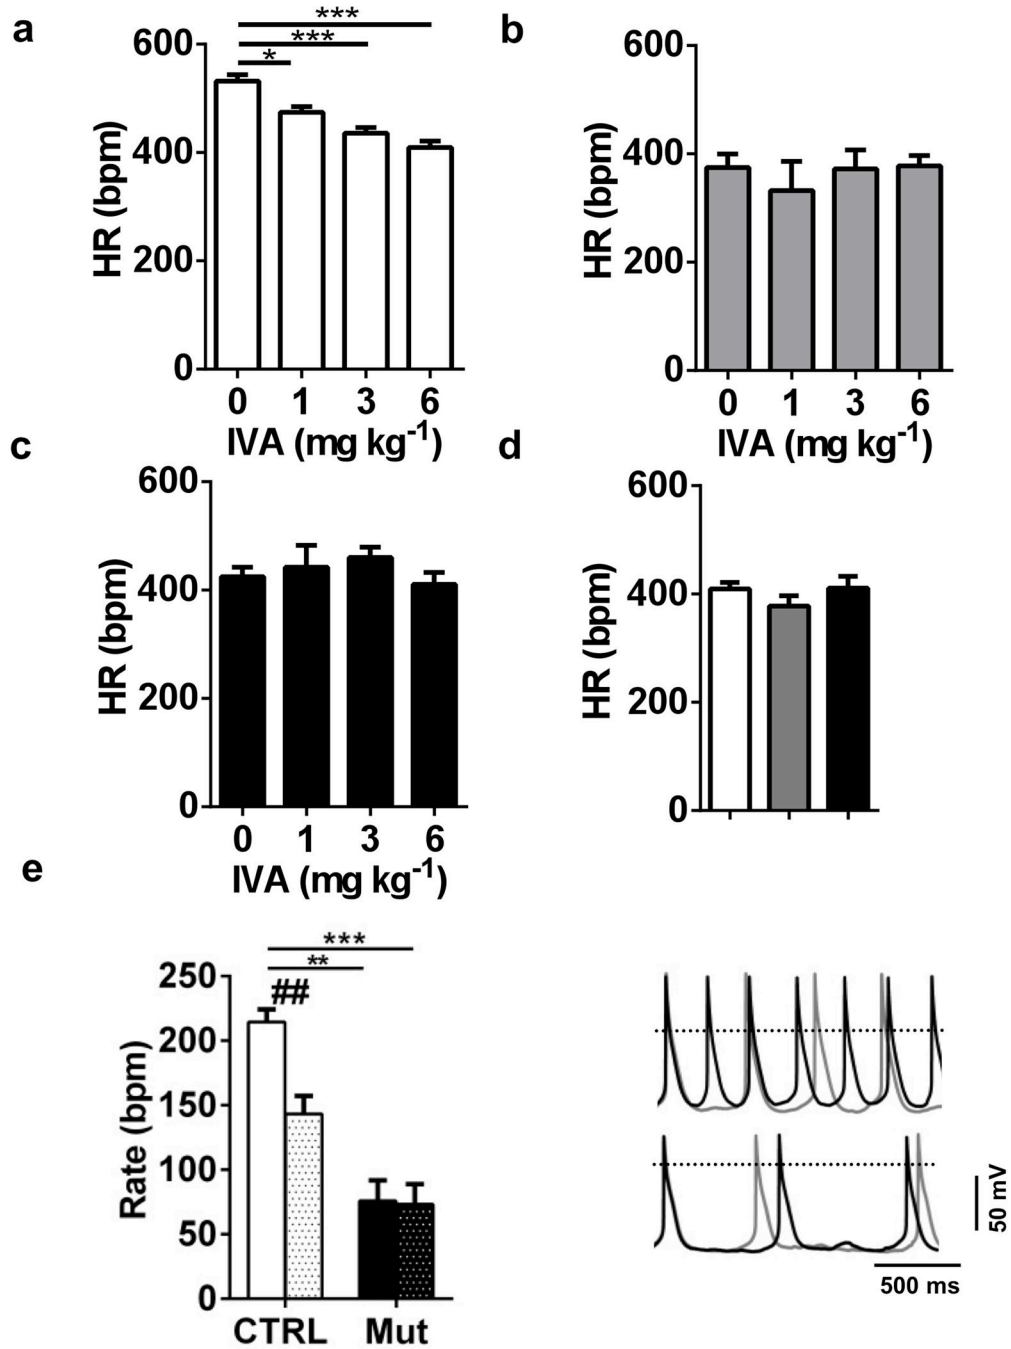 a
***
***
*
600
400
200
0
HR (bpm)
0 1 3 6
IVA (mg kg-1)
b
600
400
200
0
HR (bpm)
0 1 3 6
IVA (mg kg-1)
c
600
400
200
0
HR (bpm)
0 1 3 6
IVA (mg kg-1)
d
600
400
200
0
HR (bpm)
e
***
**
##
250
200
150
100
50
0
Rate (bpm)
CTRL Mut
50 mV
500 ms